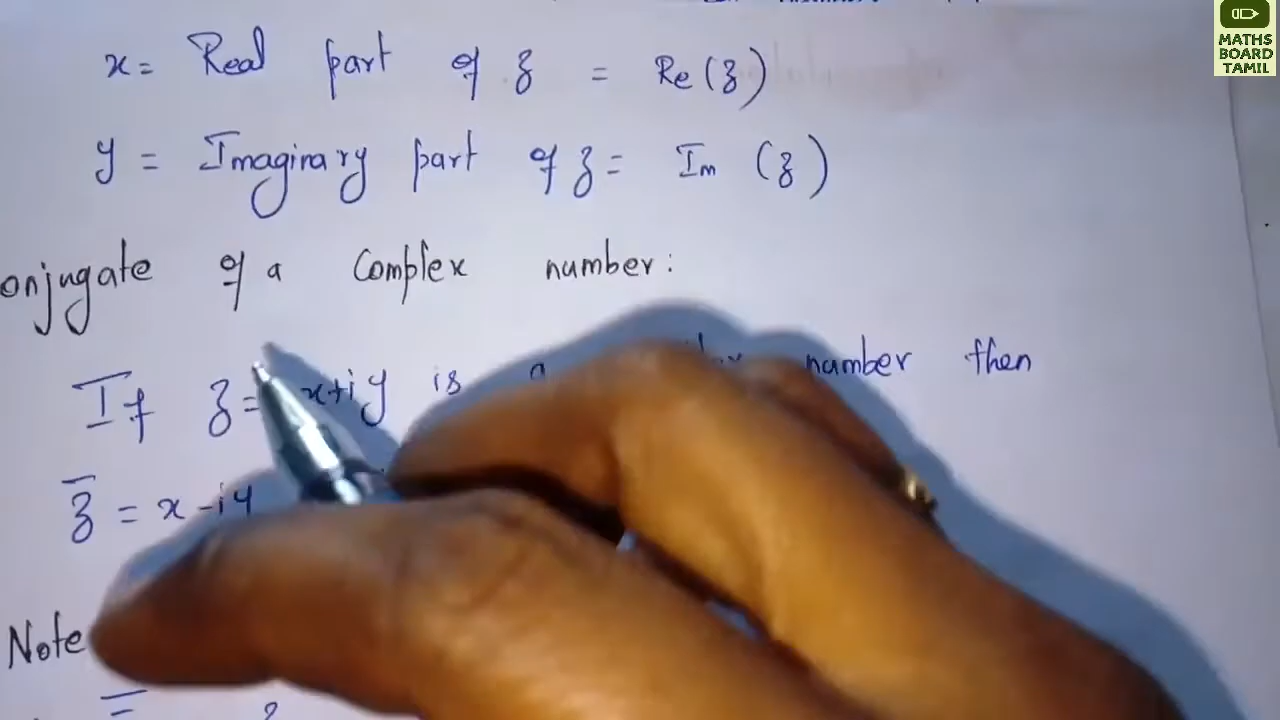 MATHS
BOARD
TAMIL
x = Real part of z = Re (z)
y = Imaginary part of z = Im (z)
onjugate of a Complex number:
If z = x+iy is a number then
z̅ = x-iy
Note